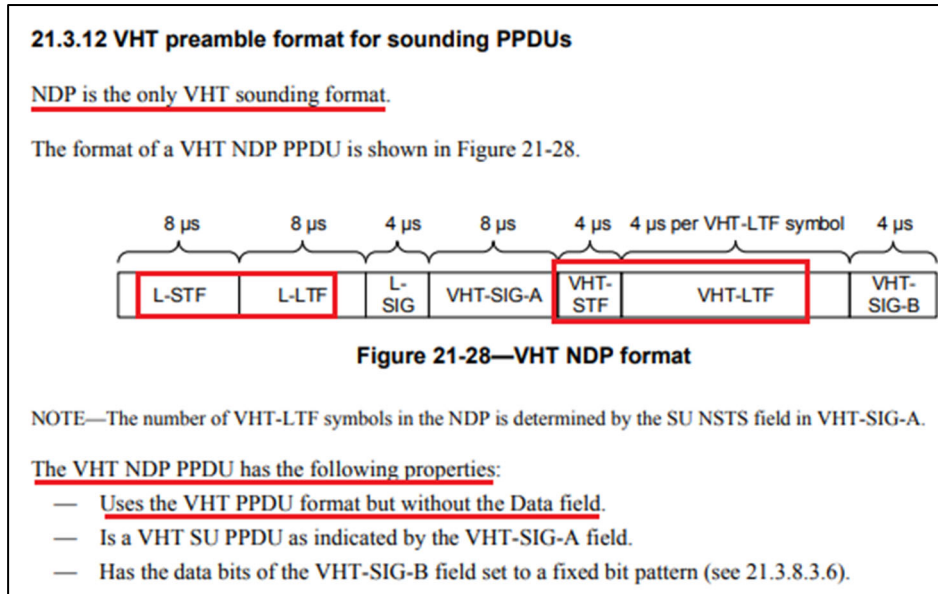 21.3.12 VHT preamble format for sounding PPDUs
NDP is the only VHT sounding format.
The format of a VHT NDP PPDU is shown in Figure 21-28.
8 µs 8 µs 4 µs 8 µs 4 µs 4 µs per VHT-LTF symbol 4 µs
L-STF L-LTF L-SIG VHT-SIG-A VHT-STF VHT-LTF VHT-SIG-B
Figure 21-28—VHT NDP format
NOTE—The number of VHT-LTF symbols in the NDP is determined by the SU NSTS field in VHT-SIG-A.
The VHT NDP PPDU has the following properties:
— Uses the VHT PPDU format but without the Data field.
— Is a VHT SU PPDU as indicated by the VHT-SIG-A field.
— Has the data bits of the VHT-SIG-B field set to a fixed bit pattern (see 21.3.8.3.6).